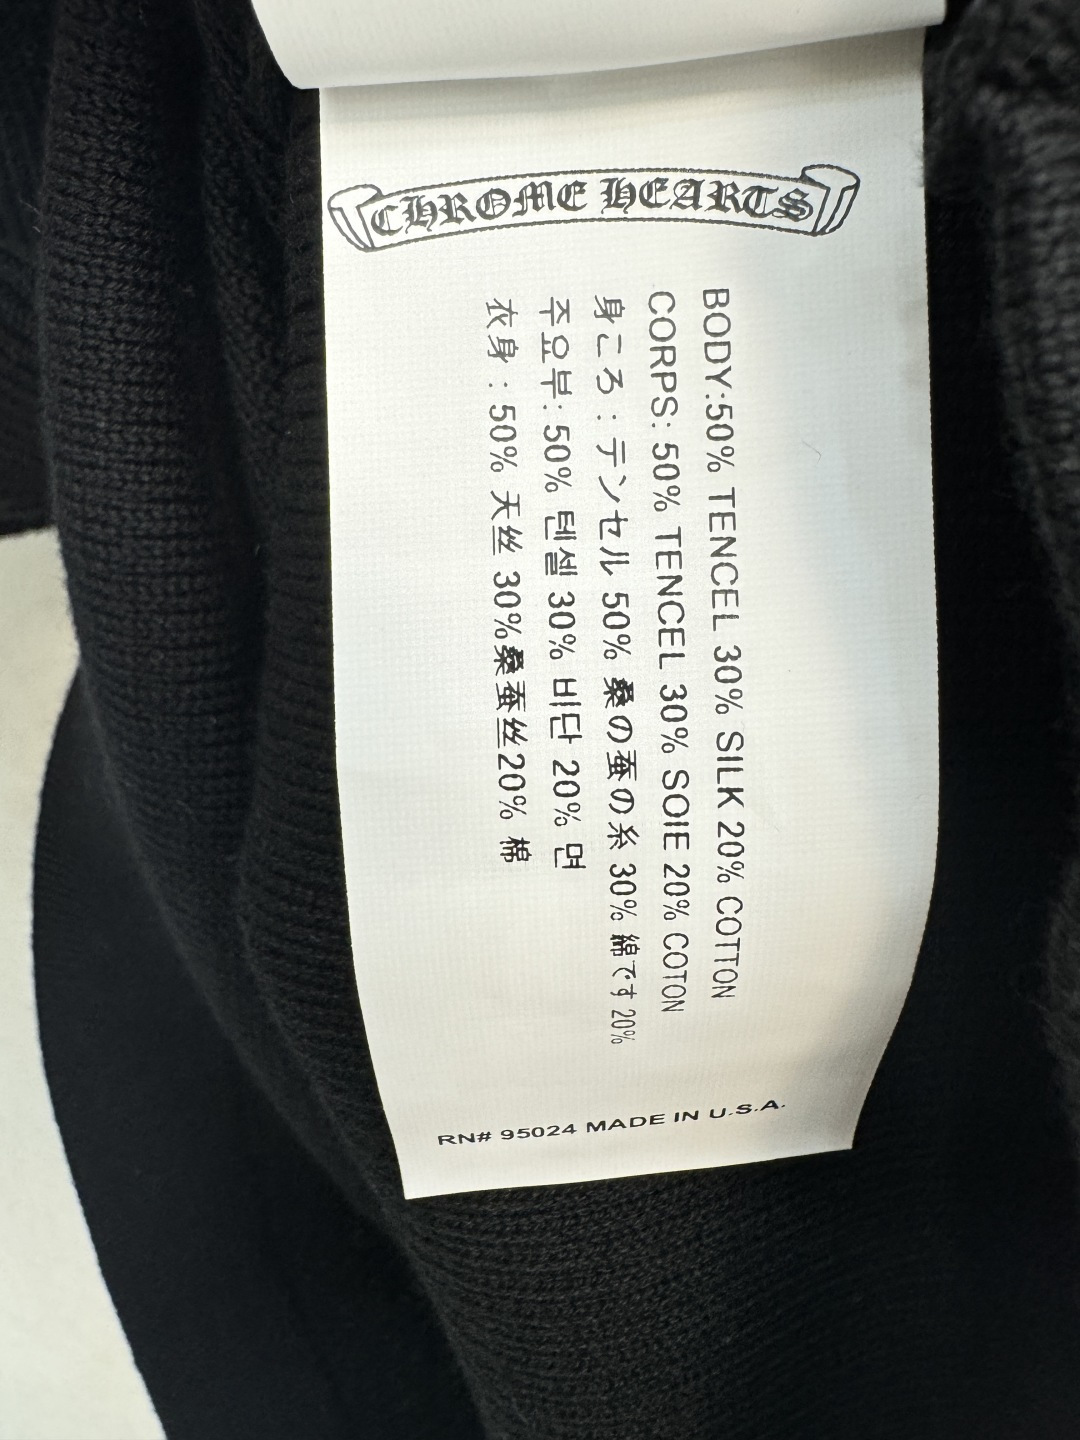 CHROME HEARTS
BODY:50% TENCEL 30% SILK 20% COTTON
CORPS: 50% TENCEL 30% SOIE 20% COTON
身ころ：テンセル 50% 桑の蚕の糸 30% 綿です 20%
주요부: 50% 텐셀 30% 비단 20% 면
衣身 : 50% 天丝 30%桑蚕丝20% 棉
RN# 95024 MADE IN U.S.A.